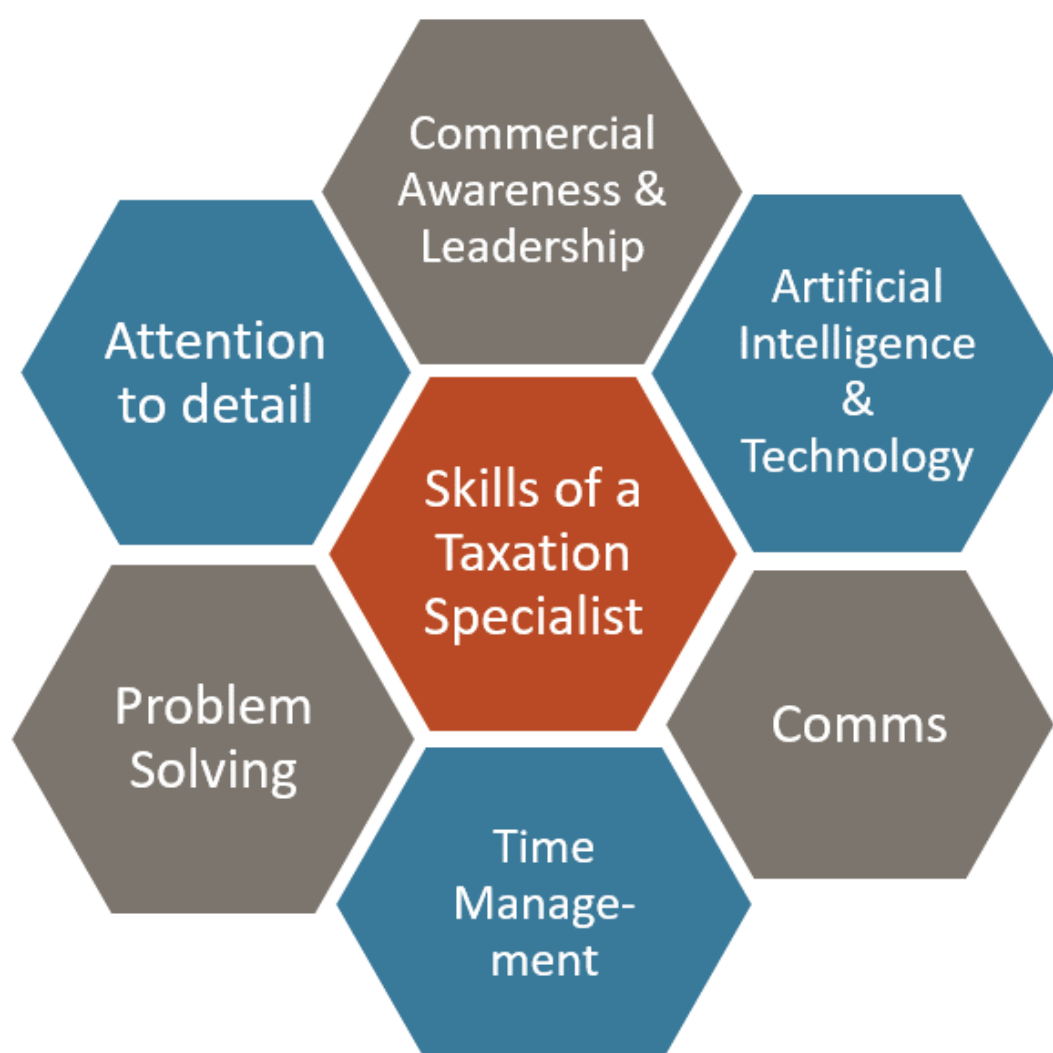 Commercial
Awareness &
Leadership
Artificial
Intelligence
&
Technology
Attention
to detail
Skills of a
Taxation
Specialist
Problem
Solving
Comms
Time
Manage-
ment